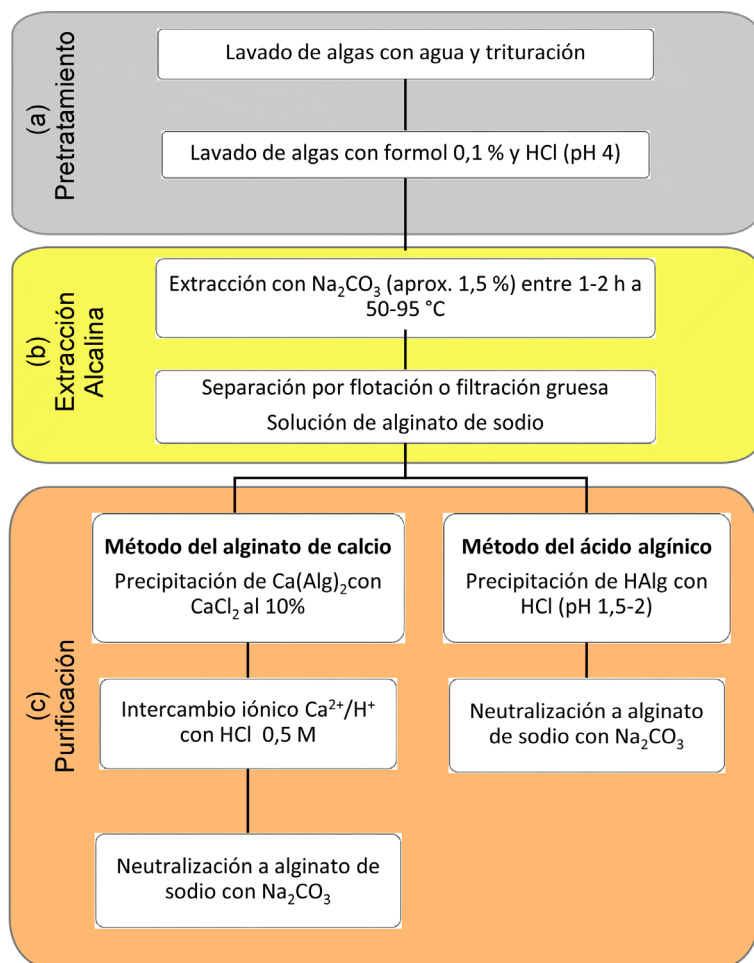 (a)
Pretratamiento
Lavado de algas con agua y trituración
Lavado de algas con formol 0,1 % y HCl (pH 4)
(b)
Extracción
Alcalina
Extracción con Na₂CO₃ (aprox. 1,5 %) entre 1-2 h a
50-95 °C
Separación por flotación o filtración gruesa
Solución de alginato de sodio
(c)
Purificación
Método del alginato de calcio
Precipitación de Ca(Alg)₂con
CaCl₂ al 10%
Intercambio iónico Ca²⁺/H⁺
con HCl 0,5 M
Neutralización a alginato de
sodio con Na₂CO₃
Método del ácido algínico
Precipitación de HAlg con
HCl (pH 1,5-2)
Neutralización a alginato
de sodio con Na₂CO₃